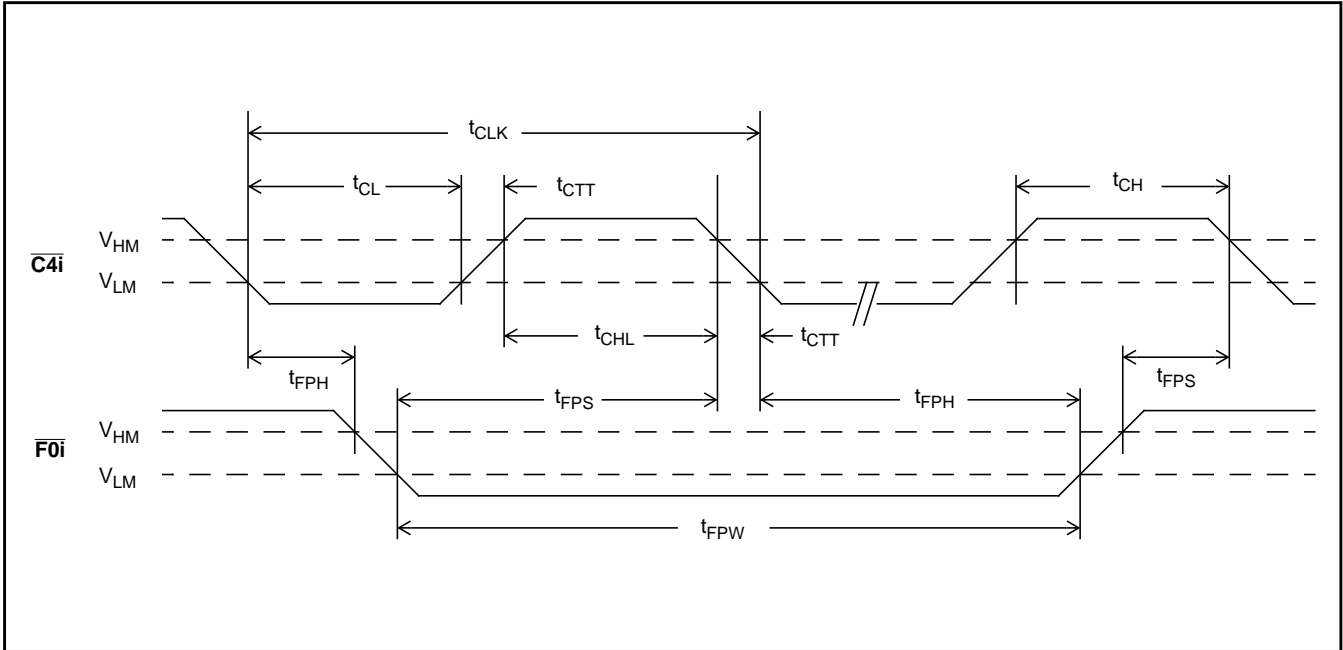 tCLK
tCL
tCTT
tCH
VHM
C4i
VLM
tCHL
tCTT
tFPH
tFPS
tFPH
tFPS
VHM
F0i
VLM
tFPW